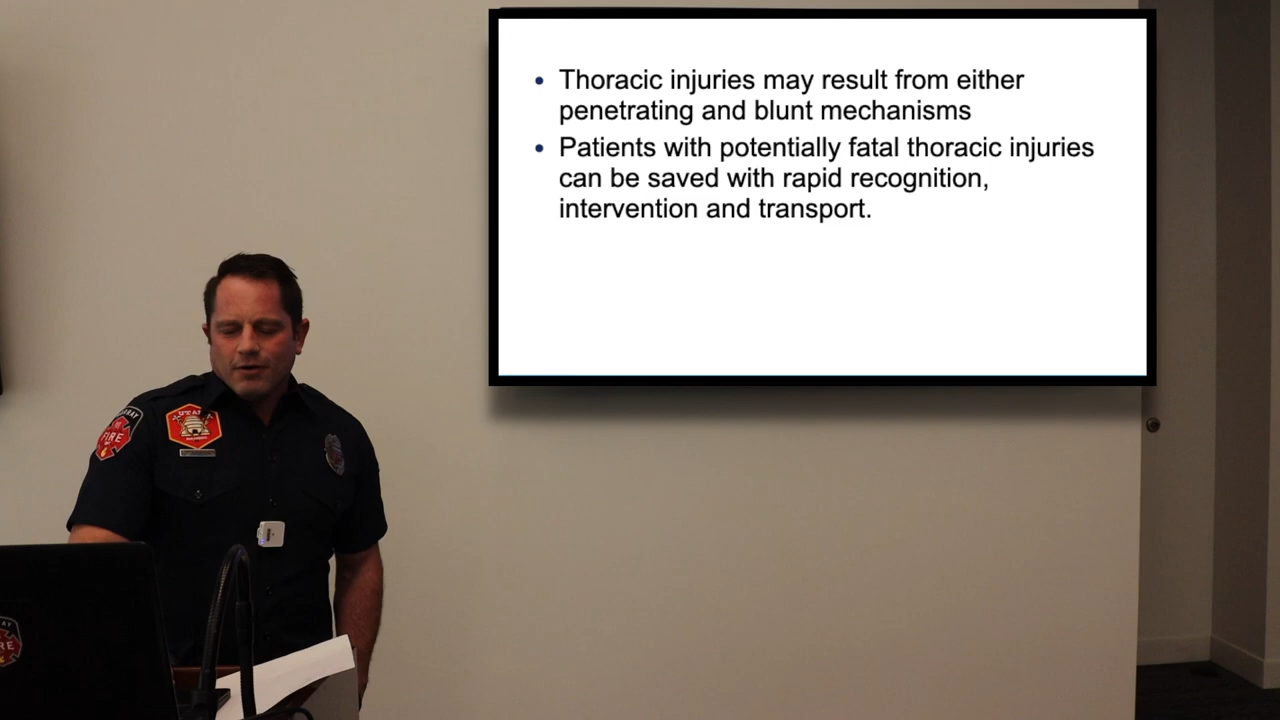 • Thoracic injuries may result from either
penetrating and blunt mechanisms
• Patients with potentially fatal thoracic injuries
can be saved with rapid recognition,
intervention and transport.
UTAH
FIRE